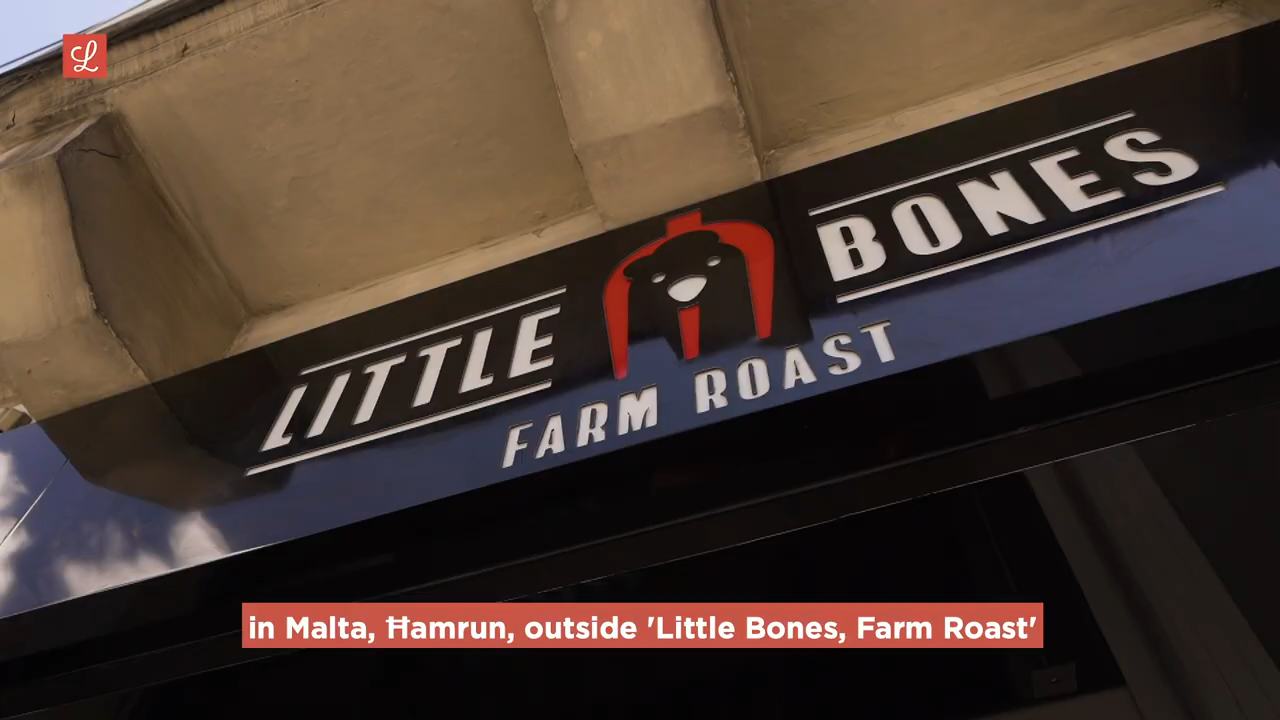 L
LITTLE BONES
FARM ROAST
in Malta, Ħamrun, outside 'Little Bones, Farm Roast'